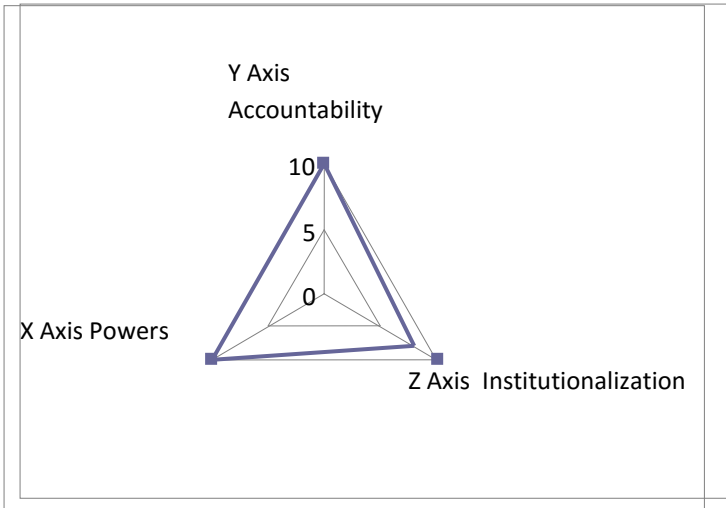 Y Axis
Accountability
10
5
0
X Axis Powers
Z Axis  Institutionalization